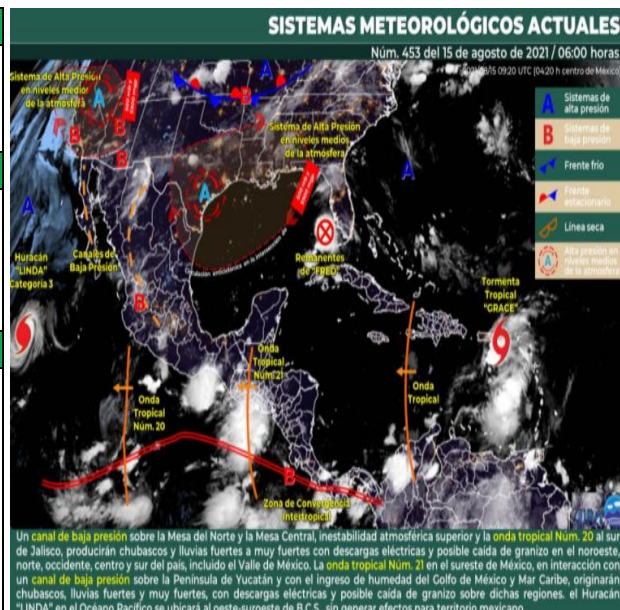 SISTEMAS METEOROLÓGICOS ACTUALES
Núm. 453 del 15 de agosto de 2021 / 06:00 horas
09:20 UTC (04:20 h centro de México)
Sistema de Alta Presión
en niveles medios
de la atmósfera
A
A
B
B
B
B
Sistema de Alta Presión
en niveles medios
de la atmósfera
A
A
A
A
Sistemas de
alta presión
B
Sistemas de
baja presión
Frente frío
Frente
estacionario
Línea seca
A
Alta presión en
niveles medios
de la atmósfera
A
Huracán
"LINDA"
Categoría 3
Canales de
Baja Presión
Remanentes
de "FRED"
Tormenta
Tropical
"GRACE"
B
Onda
Tropical
Núm. 20
Onda
Tropical
Núm. 21
Onda
Tropical
B
Zona de Convergencia
Intertropical
Un canal de baja presión sobre la Mesa del Norte y la Mesa Central, inestabilidad atmosférica superior y la onda tropical Núm. 20 al sur
de Jalisco, producirán chubascos y lluvias fuertes a muy fuertes con descargas eléctricas y posible caída de granizo en el noroeste,
norte, occidente, centro y sur del país, incluido el Valle de México. La onda tropical Núm. 21 en el sureste de México, en interacción con
un canal de baja presión sobre la Península de Yucatán y con el ingreso de humedad del Golfo de México y Mar Caribe, originarán
chubascos, lluvias fuertes y muy fuertes, con descargas eléctricas y posible caída de granizo sobre dichas regiones. el Huracán
"LINDA" en el Océano Pacífico se ubicará al oeste-suroeste de B.C.S., sin generar efectos para territorio mexicano.